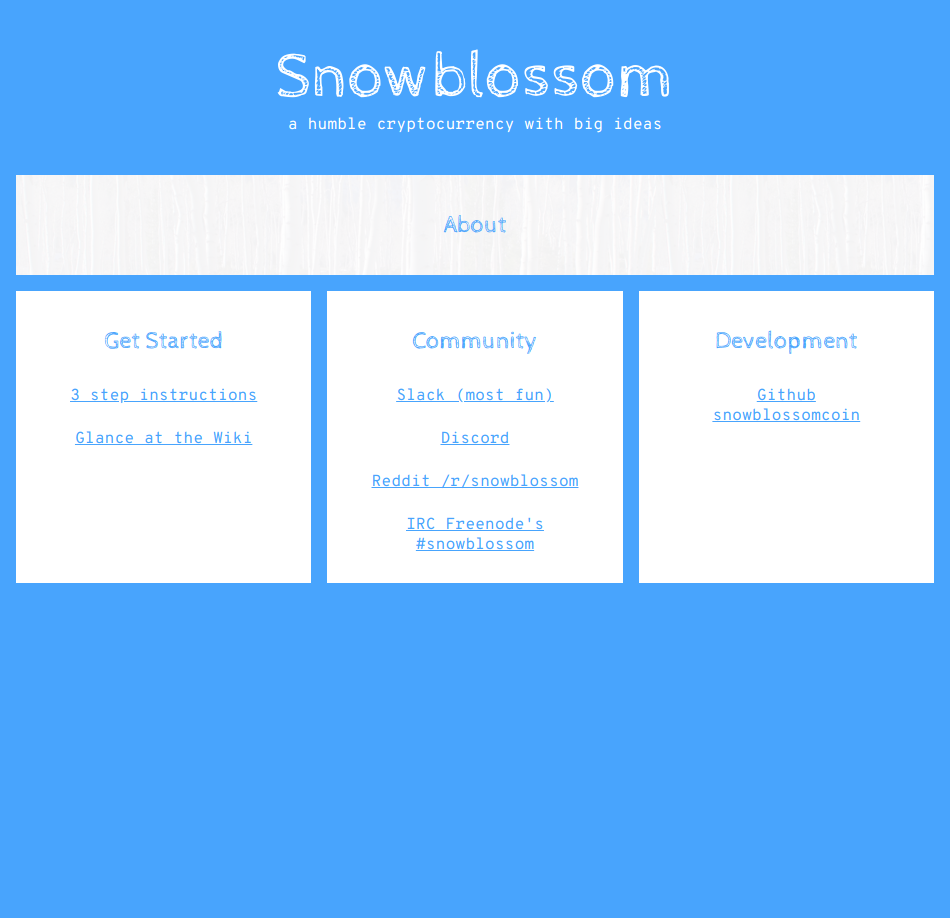 Snowblossom
a humble cryptocurrency with big ideas
About
Get Started
3 step instructions
Glance at the Wiki
Community
Slack (most fun)
Discord
Reddit /r/snowblossom
IRC Freenode's
#snowblossom
Development
Github
snowblossomcoin